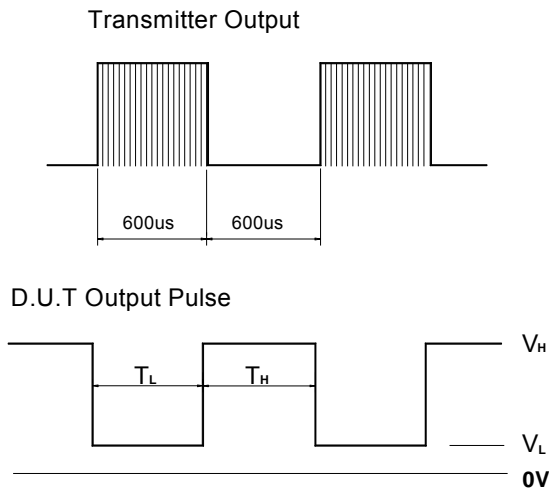 Transmitter Output
600us 600us
D.U.T Output Pulse
VH
TL TH
VL
0V